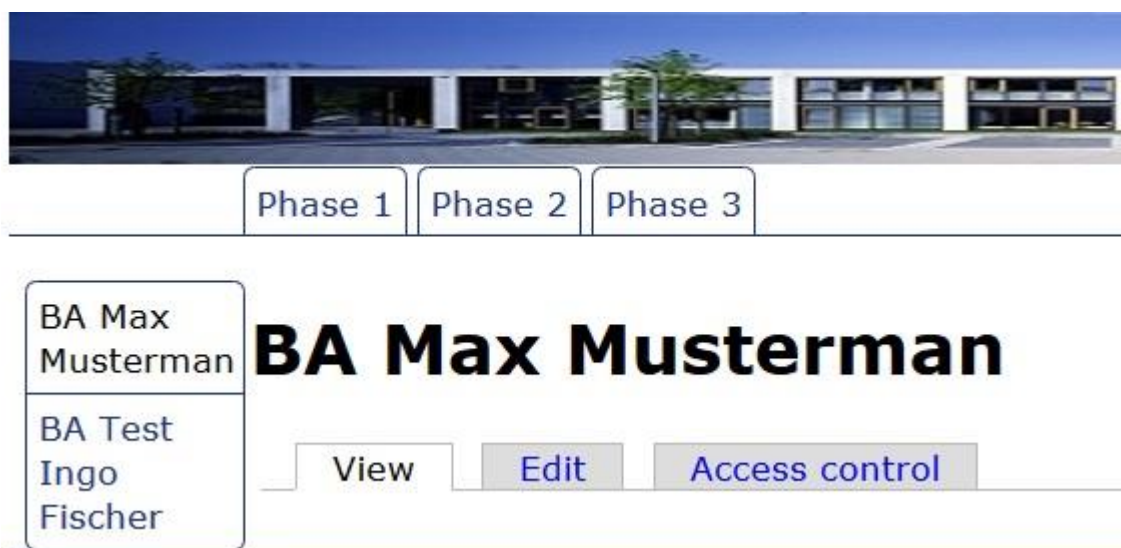 Phase 1 Phase 2 Phase 3
BA Max
Musterman
BA Test
Ingo
Fischer
BA Max Musterman
View Edit Access control